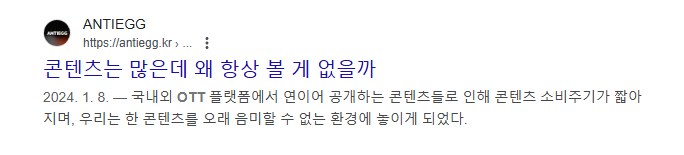 ANTIEGG
ANTIEGG
https://antiegg.kr › ...
콘텐츠는 많은데 왜 항상 볼 게 없을까
2024. 1. 8. — 국내외 OTT 플랫폼에서 연이어 공개하는 콘텐츠들로 인해 콘텐츠 소비주기가 짧아
지며, 우리는 한 콘텐츠를 오래 음미할 수 없는 환경에 놓이게 되었다.